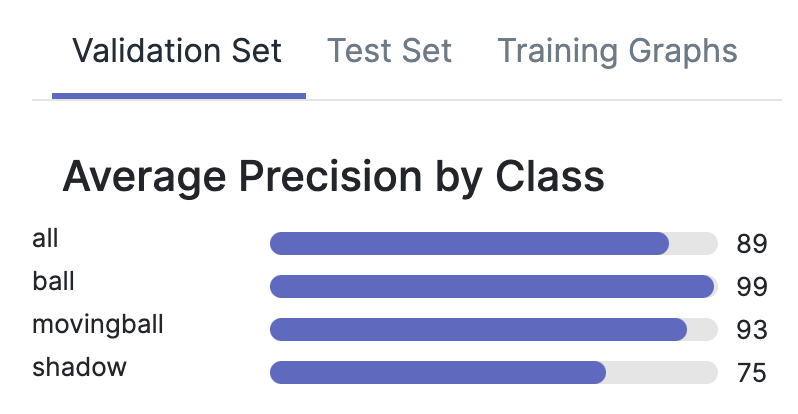 Validation Set Test Set Training Graphs
Average Precision by Class
all 89
ball 99
movingball 93
shadow 75